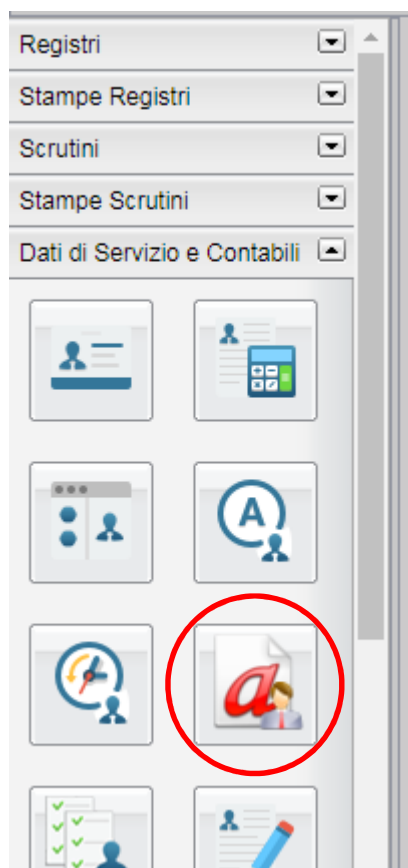 Registri
Stampe Registri
Scrutini
Stampe Scrutini
Dati di Servizio e Contabili
A
a